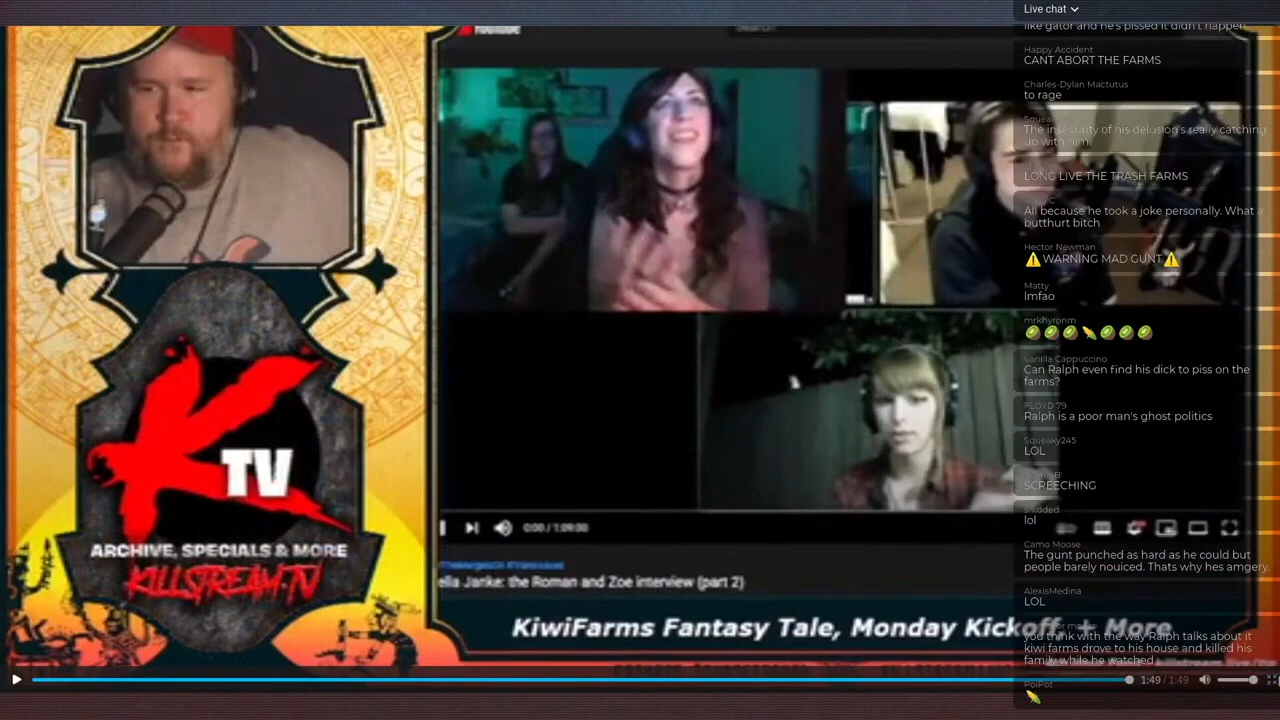 Live chat
like gator and he's pissed it didn't happen
Happy Accident
CANT ABORT THE FARMS
Charles-Dylan Mactutus
to rage
The insecurity of his delusion's really catching
up with him.
LONG LIVE THE TRASH FARMS
All because he took a joke personally. What a
butthurt bitch
Hector Newman
⚠️WARNING MAD GUNT⚠️
Matty
lmfao
mrkhyronm
🥝🥝🥝🌽🥝🥝🥝
Vanilla Cappuccino
Can Ralph even find his dick to piss on the
farms?
FLOYD 79
Ralph is a poor man's ghost politics
Squeaky245
LOL
SCREECHING
shodded
lol
Camo Moose
The gunt punched as hard as he could but
people barely nouiced. Thats why hes amgery.
AlexisMedina
LOL
you think with the way Ralph talks about it
kiwi farms drove to his house and killed his
family while he watched
PoiPot
🌽
YouTube
0:00 / 1:09:00
ella Janke: the Roman and Zoe interview (part 2)
KiwiFarms Fantasy Tale, Monday Kickoff + More
K
TV
ARCHIVE, SPECIALS & MORE
KILLSTREAM.TV
1:49 / 1:49